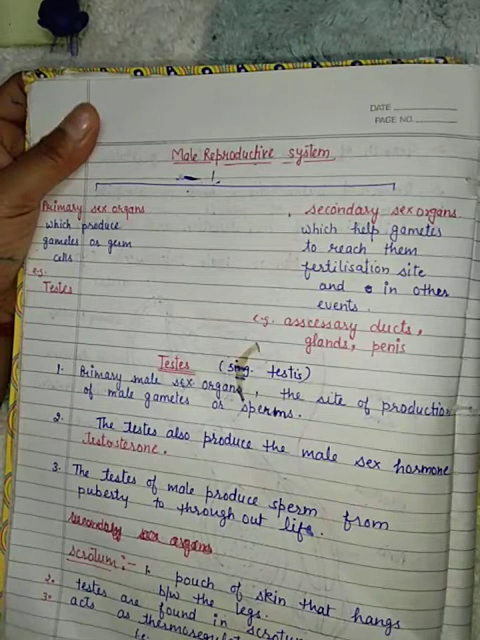 DATE
PAGE NO.
Male Reproductive system
Primary sex organs
which produce
gametes or germ
cells
e.g.
Testes
secondary sex organs
which help gametes
to reach them
fertilisation site
and in other
events.
e.g. asscessary ducts,
glands, penis
Testes (sing. testis)
1. Primary male sex organs, the site of production
of male gametes or sperms.
2. The testes also produce the male sex hormone
testosterone.
3. The testes of male produce sperm from
puberty to through out life.
secondary sex organs
scrotum :- 1. pouch of skin that hangs
b/w the legs.
2. testes are found in
3. acts as